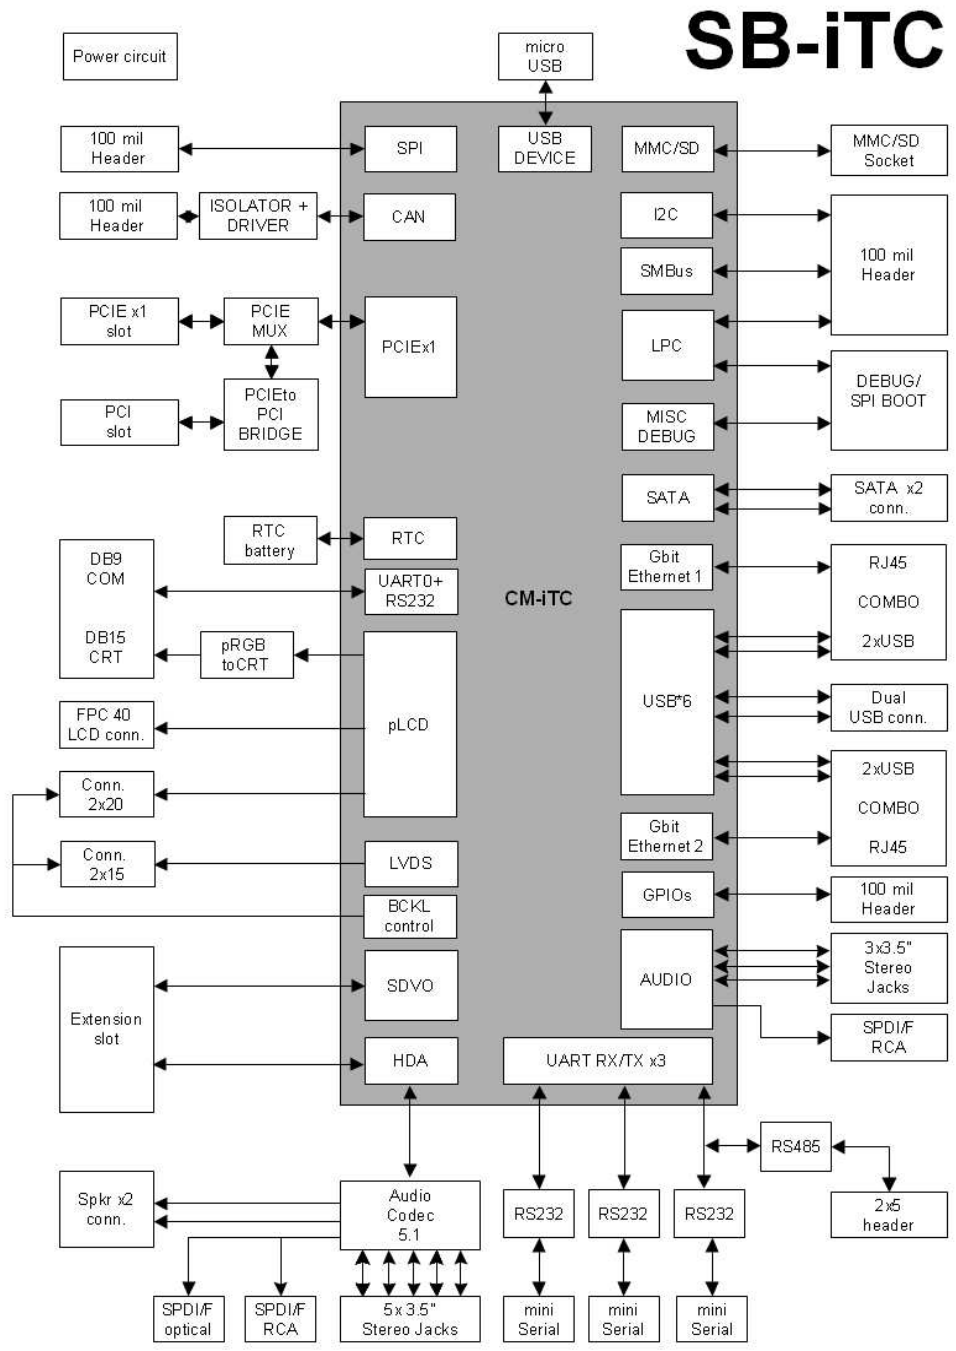 SB-iTC
Power circuit
micro
USB
100 mil
Header
SPI
USB
DEVICE
MMC/SD
MMC/SD
Socket
100 mil
Header
ISOLATOR +
DRIVER
CAN
I2C
SMBus
100 mil
Header
PCIE x1
slot
PCIE
MUX
PCIEx1
LPC
PCI
slot
PCIEto
PCI
BRIDGE
MISC
DEBUG
DEBUG/
SPI BOOT
SATA
SATA x2
conn.
RTC
battery
RTC
Gbit
Ethernet 1
RJ45
COMBO
2xUSB
DB9
COM
DB15
CRT
UART0+
RS232
CM-iTC
pRGB
toCRT
pLCD
USB*6
Dual
USB conn.
FPC 40
LCD conn.
Conn.
2x20
2xUSB
COMBO
RJ45
Conn.
2x15
LVDS
Gbit
Ethernet 2
BCKL
control
GPIOs
100 mil
Header
Extension
slot
SDVO
AUDIO
3x3.5"
Stereo
Jacks
SPDI/F
RCA
HDA
UART RX/TX x3
RS485
2x5
header
Spkr x2
conn.
Audio
Codec
5.1
RS232
RS232
RS232
SPDI/F
optical
SPDI/F
RCA
5x 3.5"
Stereo Jacks
mini
Serial
mini
Serial
mini
Serial